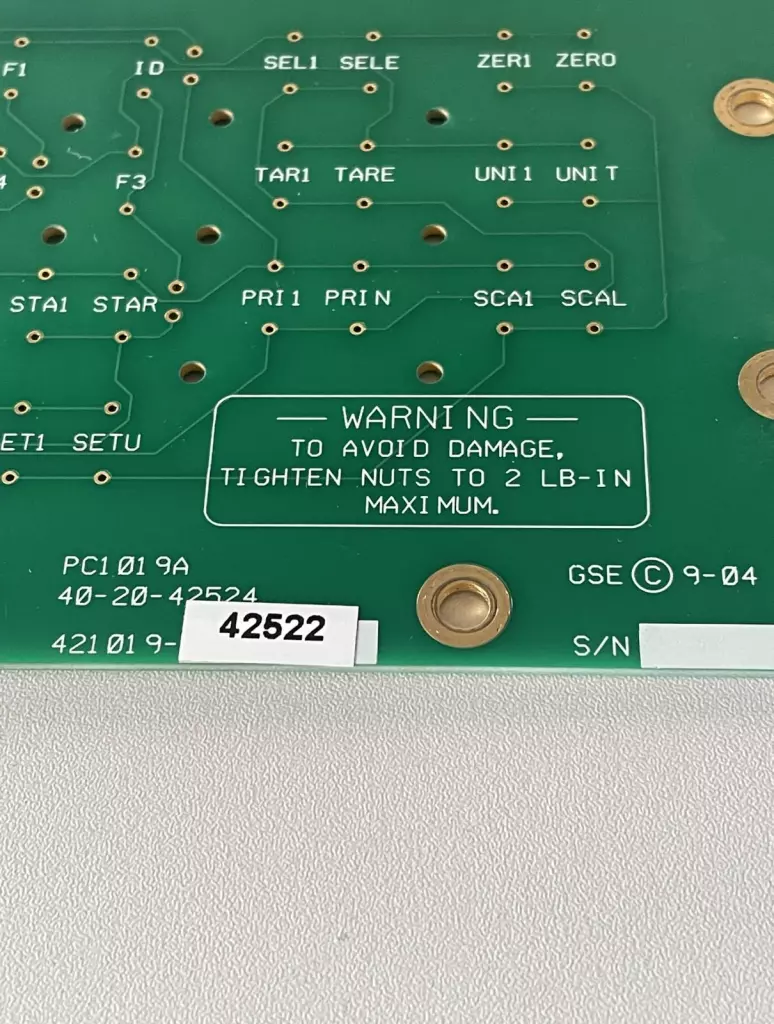 F1 ID SEL1 SELE ZER1 ZERO
4 F3 TAR1 TARE UNI1 UNIT
STA1 STAR PRI1 PRIN SCA1 SCAL
ET1 SETU
WARNING
TO AVOID DAMAGE,
TIGHTEN NUTS TO 2 LB-IN
MAXIMUM.
PC1019A
40-20-42524
GSE © 9-04
421019-
42522
S/N